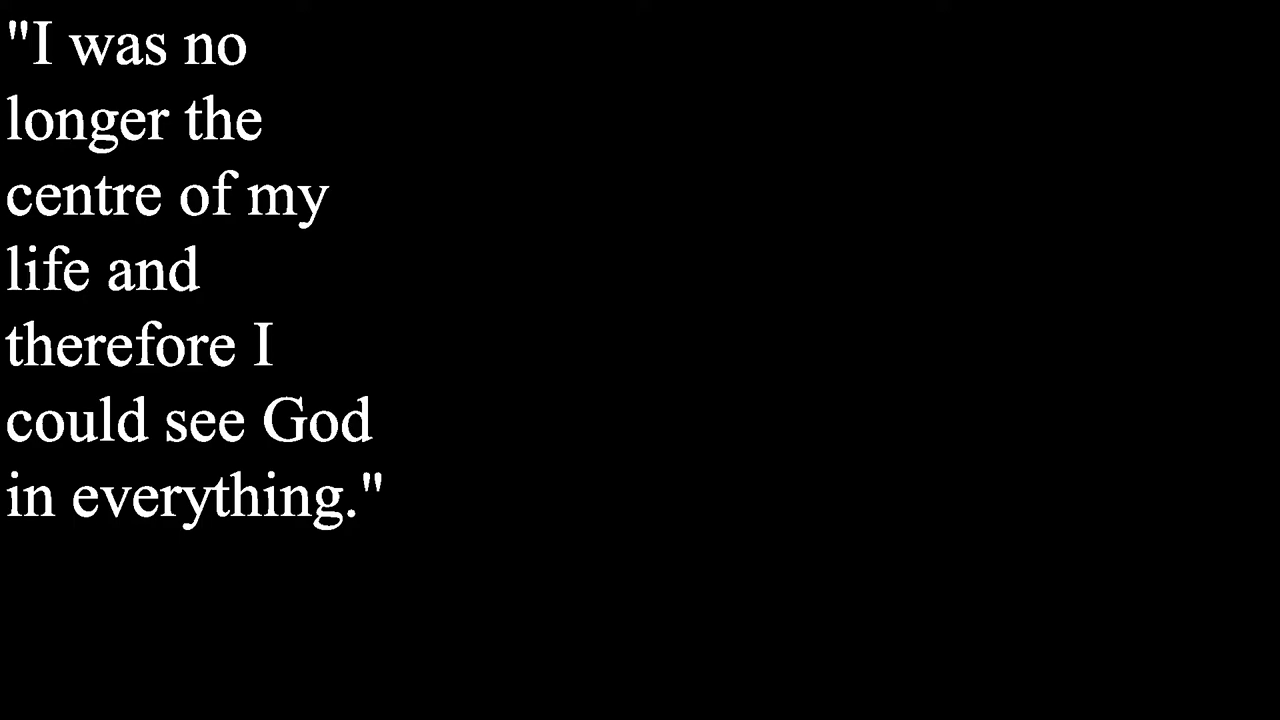 "I was no
longer the
centre of my
life and
therefore I
could see God
in everything."